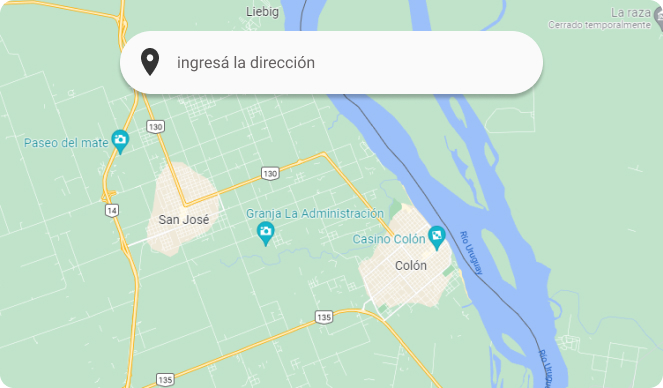 Liebig
La raza
Cerrado temporalmente
ingresá la dirección
130
Paseo del mate
130
14
San José
Granja La Administración
Casino Colón
Río Uruguay
Colón
135
135
Río Uruguay